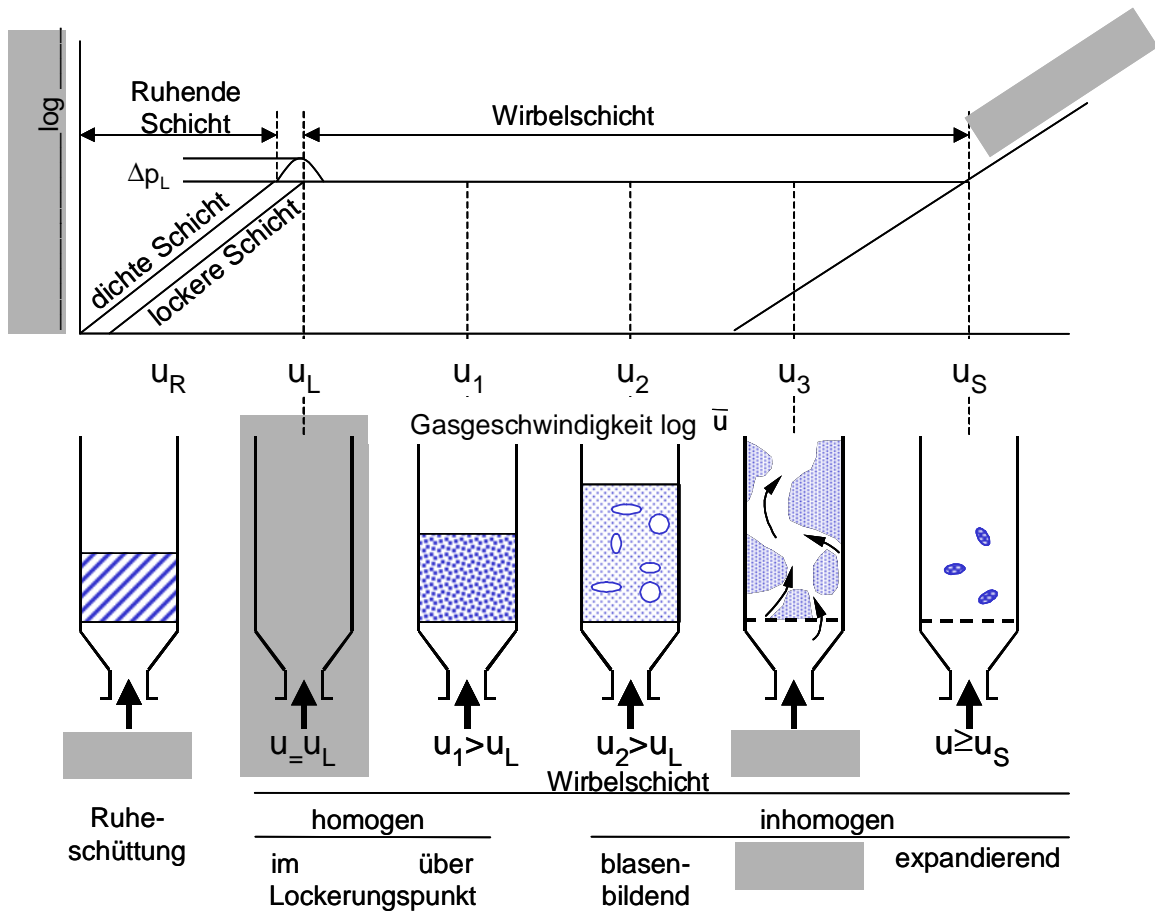 log
Ruhende
Schicht
Wirbelschicht
Δp_L
dichte Schicht
lockere Schicht
u_R u_L u_1 u_2 u_3 u_S
Gasgeschwindigkeit log u̅
u=u_L u_1>u_L u_2>u_L u≥u_S
Wirbelschicht
Ruhe-
schüttung
homogen inhomogen
im über
Lockerungspunkt
blasen-
bildend
expandierend